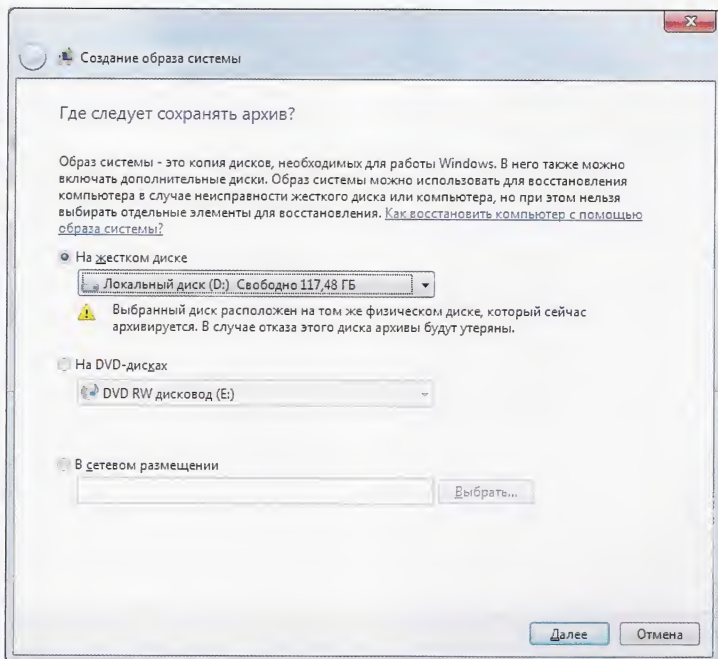 Создание образа системы
Где следует сохранять архив?
Образ системы - это копия дисков, необходимых для работы Windows. В него также можно
включать дополнительные диски. Образ системы можно использовать для восстановления
компьютера в случае неисправности жесткого диска или компьютера, но при этом нельзя
выбирать отдельные элементы для восстановления. Как восстановить компьютер с помощью
образа системы?
На жестком диске
Локальный диск (D:) Свободно 117,48 ГБ
Выбранный диск расположен на том же физическом диске, который сейчас
архивируется. В случае отказа этого диска архивы будут утеряны.
На DVD-дисках
DVD RW дисковод (E:)
В сетевом размещении
Выбрать...
Далее
Отмена